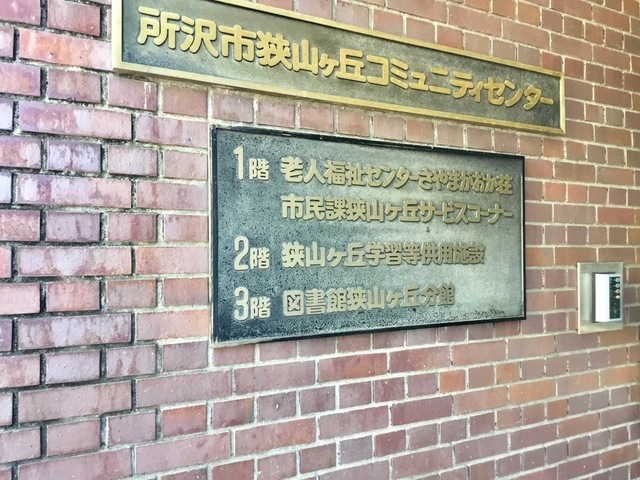 所沢市狭山ヶ丘コミュニティセンター
1階 老人福祉センターさやまがおか荘
市民課狭山ヶ丘サービスコーナー
2階 狭山ヶ丘学習等供用施設
3階 図書館狭山ヶ丘分館